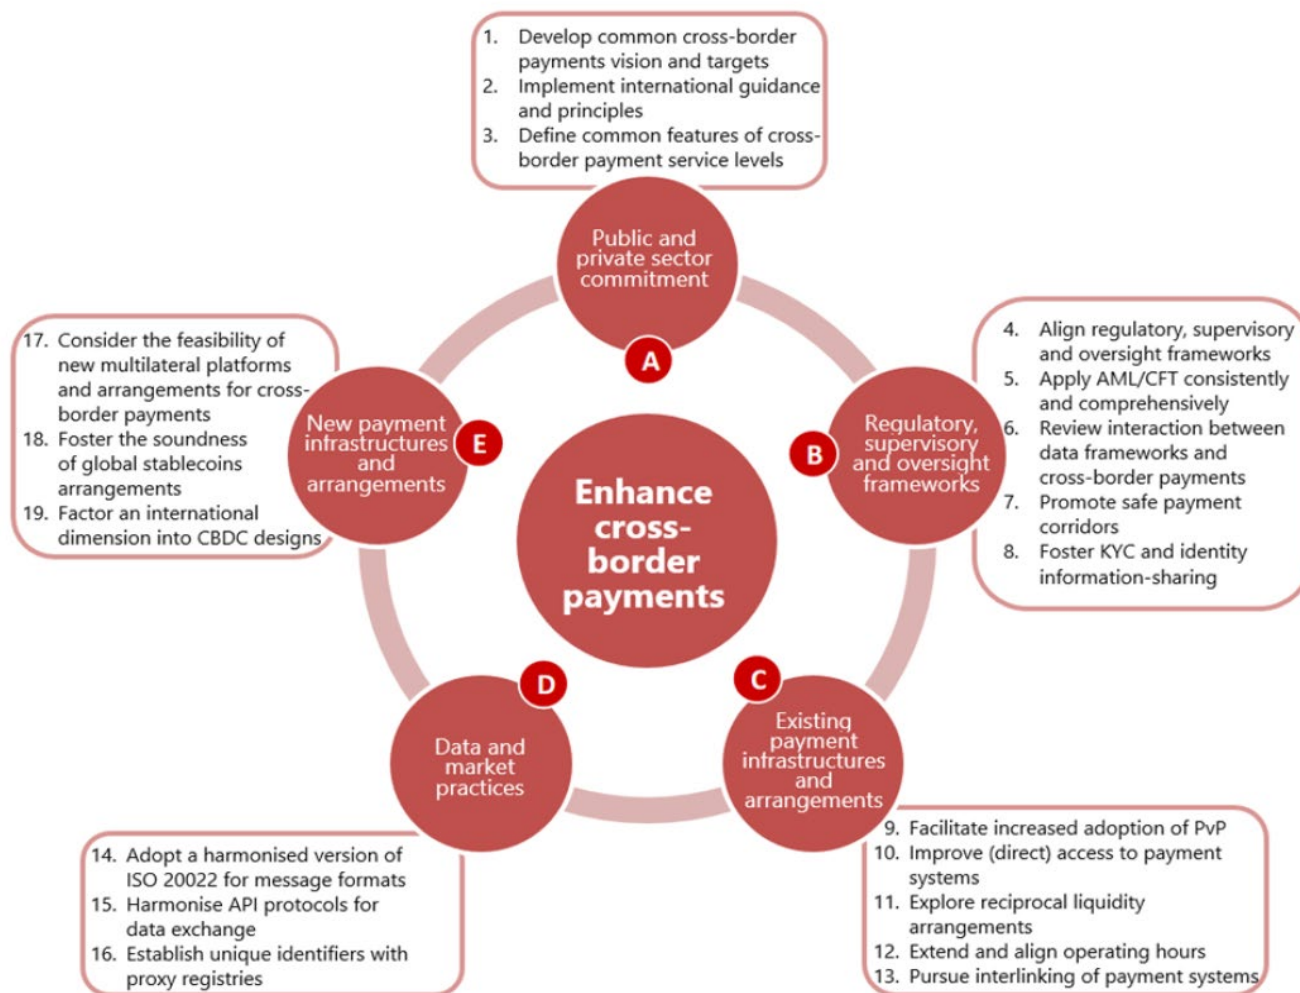 1. Develop common cross-border
payments vision and targets
2. Implement international guidance
and principles
3. Define common features of cross-
border payment service levels
Public and
private sector
commitment
A
4. Align regulatory, supervisory
and oversight frameworks
5. Apply AML/CFT consistently
and comprehensively
6. Review interaction between
data frameworks and
cross-border payments
7. Promote safe payment
corridors
8. Foster KYC and identity
information-sharing
Regulatory,
supervisory
and oversight
frameworks
B
Existing
payment
infrastructures
and
arrangements
C
9. Facilitate increased adoption of PvP
10. Improve (direct) access to payment
systems
11. Explore reciprocal liquidity
arrangements
12. Extend and align operating hours
13. Pursue interlinking of payment systems
Data and
market
practices
D
14. Adopt a harmonised version of
ISO 20022 for message formats
15. Harmonise API protocols for
data exchange
16. Establish unique identifiers with
proxy registries
17. Consider the feasibility of
new multilateral platforms
and arrangements for cross-
border payments
18. Foster the soundness
of global stablecoins
arrangements
19. Factor an international
dimension into CBDC designs
New payment
infrastructures
and
arrangements
E
Enhance
cross-
border
payments